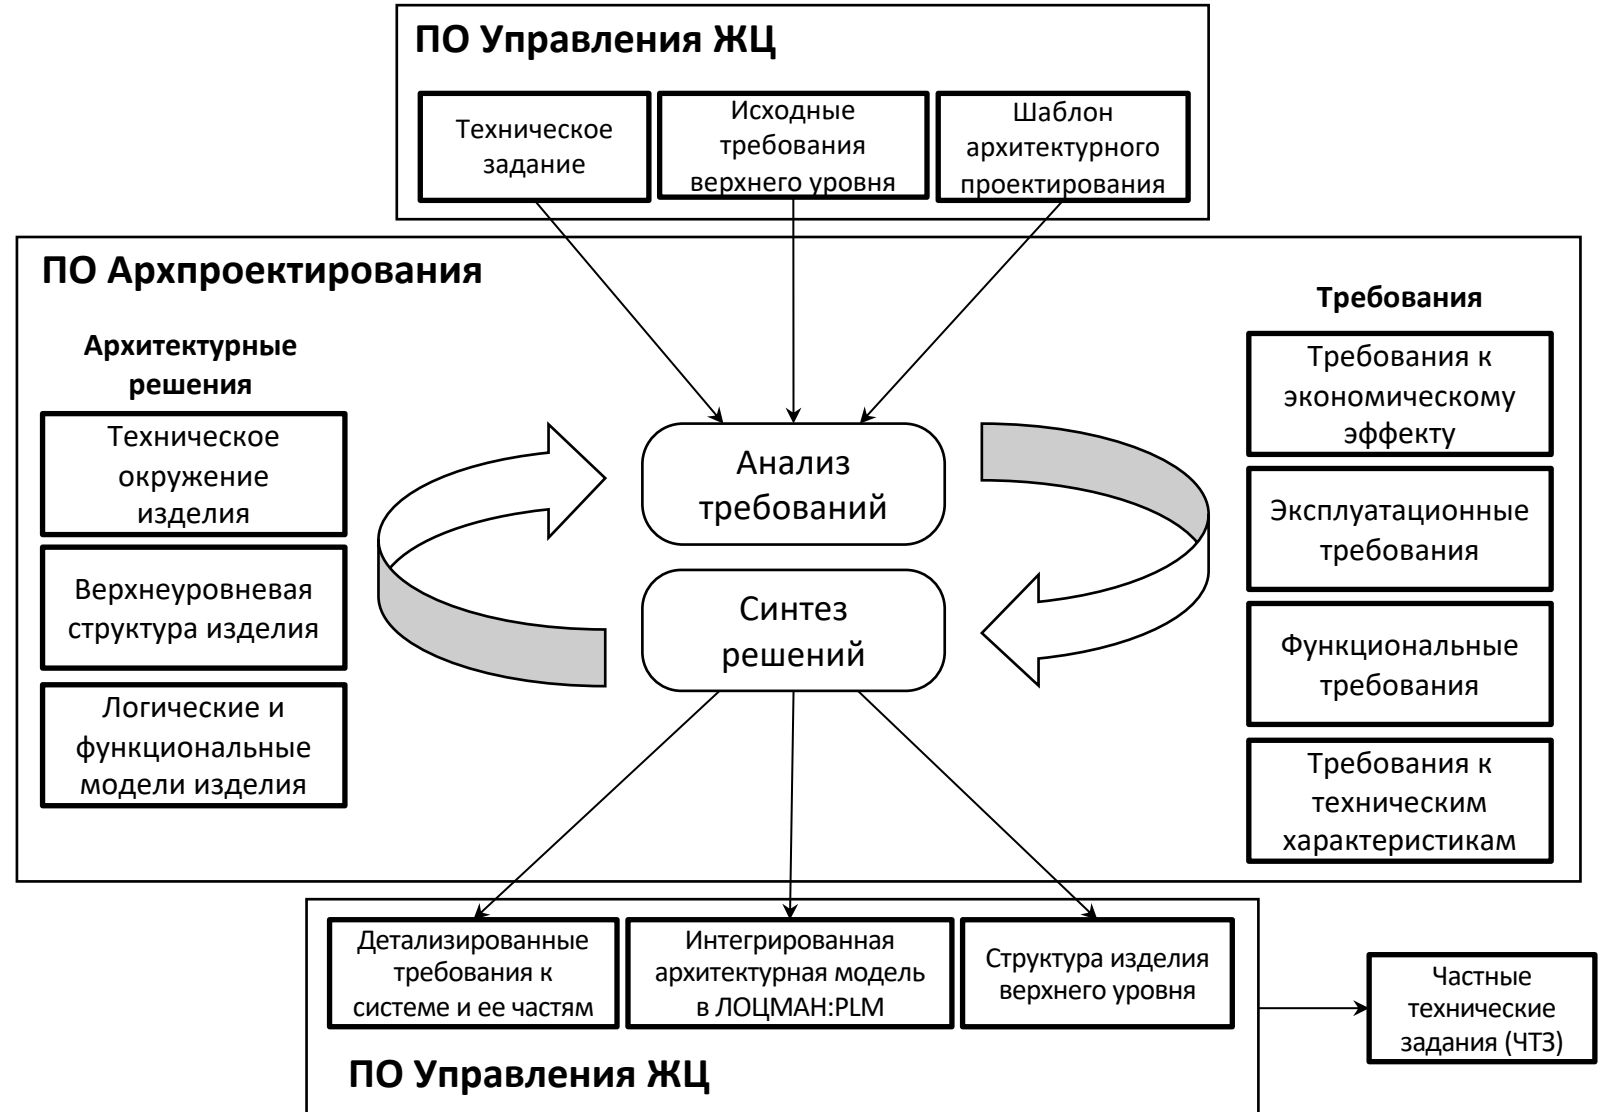 ПО Управления ЖЦ
Техническое
задание
Исходные
требования
верхнего уровня
Шаблон
архитектурного
проектирования
ПО Архпроектирования
Архитектурные
решения
Техническое
окружение
изделия
Верхнеуровневая
структура изделия
Логические и
функциональные
модели изделия
Анализ
требований
Синтез
решений
Требования
Требования к
экономическому
эффекту
Эксплуатационные
требования
Функциональные
требования
Требования к
техническим
характеристикам
Детализированные
требования к
системе и ее частям
Интегрированная
архитектурная модель
в ЛОЦМАН:PLM
Структура изделия
верхнего уровня
ПО Управления ЖЦ
Частные
технические
задания (ЧТЗ)